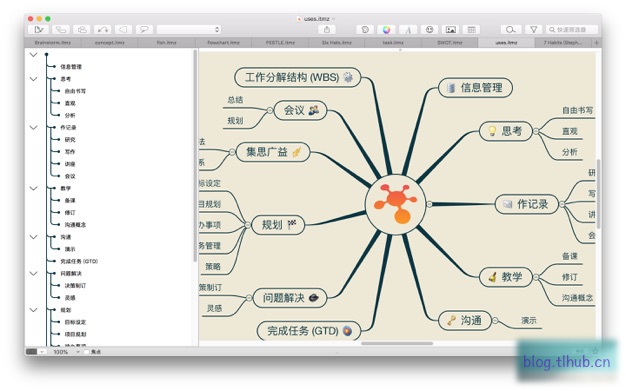 uses.itmz
快速筛选器
Brainstorm.itmz
concept.itmz
fish.itmz
flowchart.itmz
PESTLE.itmz
Six Hats.itmz
task.itmz
SWOT.itmz
uses.itmz
7 Habits (Steph...
信息管理
思考
自由书写
直观
分析
作记录
研究
写作
讲座
会议
教学
备课
修订
沟通概念
沟通
演示
完成任务 (GTD)
问题解决
决策制订
灵感
规划
目标设定
项目规划
工作分解结构 (WBS)
会议
总结
规划
集思广益
法
系
规划
标设定
目规划
办事项
务管理
策略
问题解决
策制订
灵感
完成任务 (GTD)
信息管理
思考
自由书写
直观
分析
作记录
研
写
讲
会
教学
备课
修订
沟通概念
沟通
演示
100%
焦点
blog.tlhub.cn